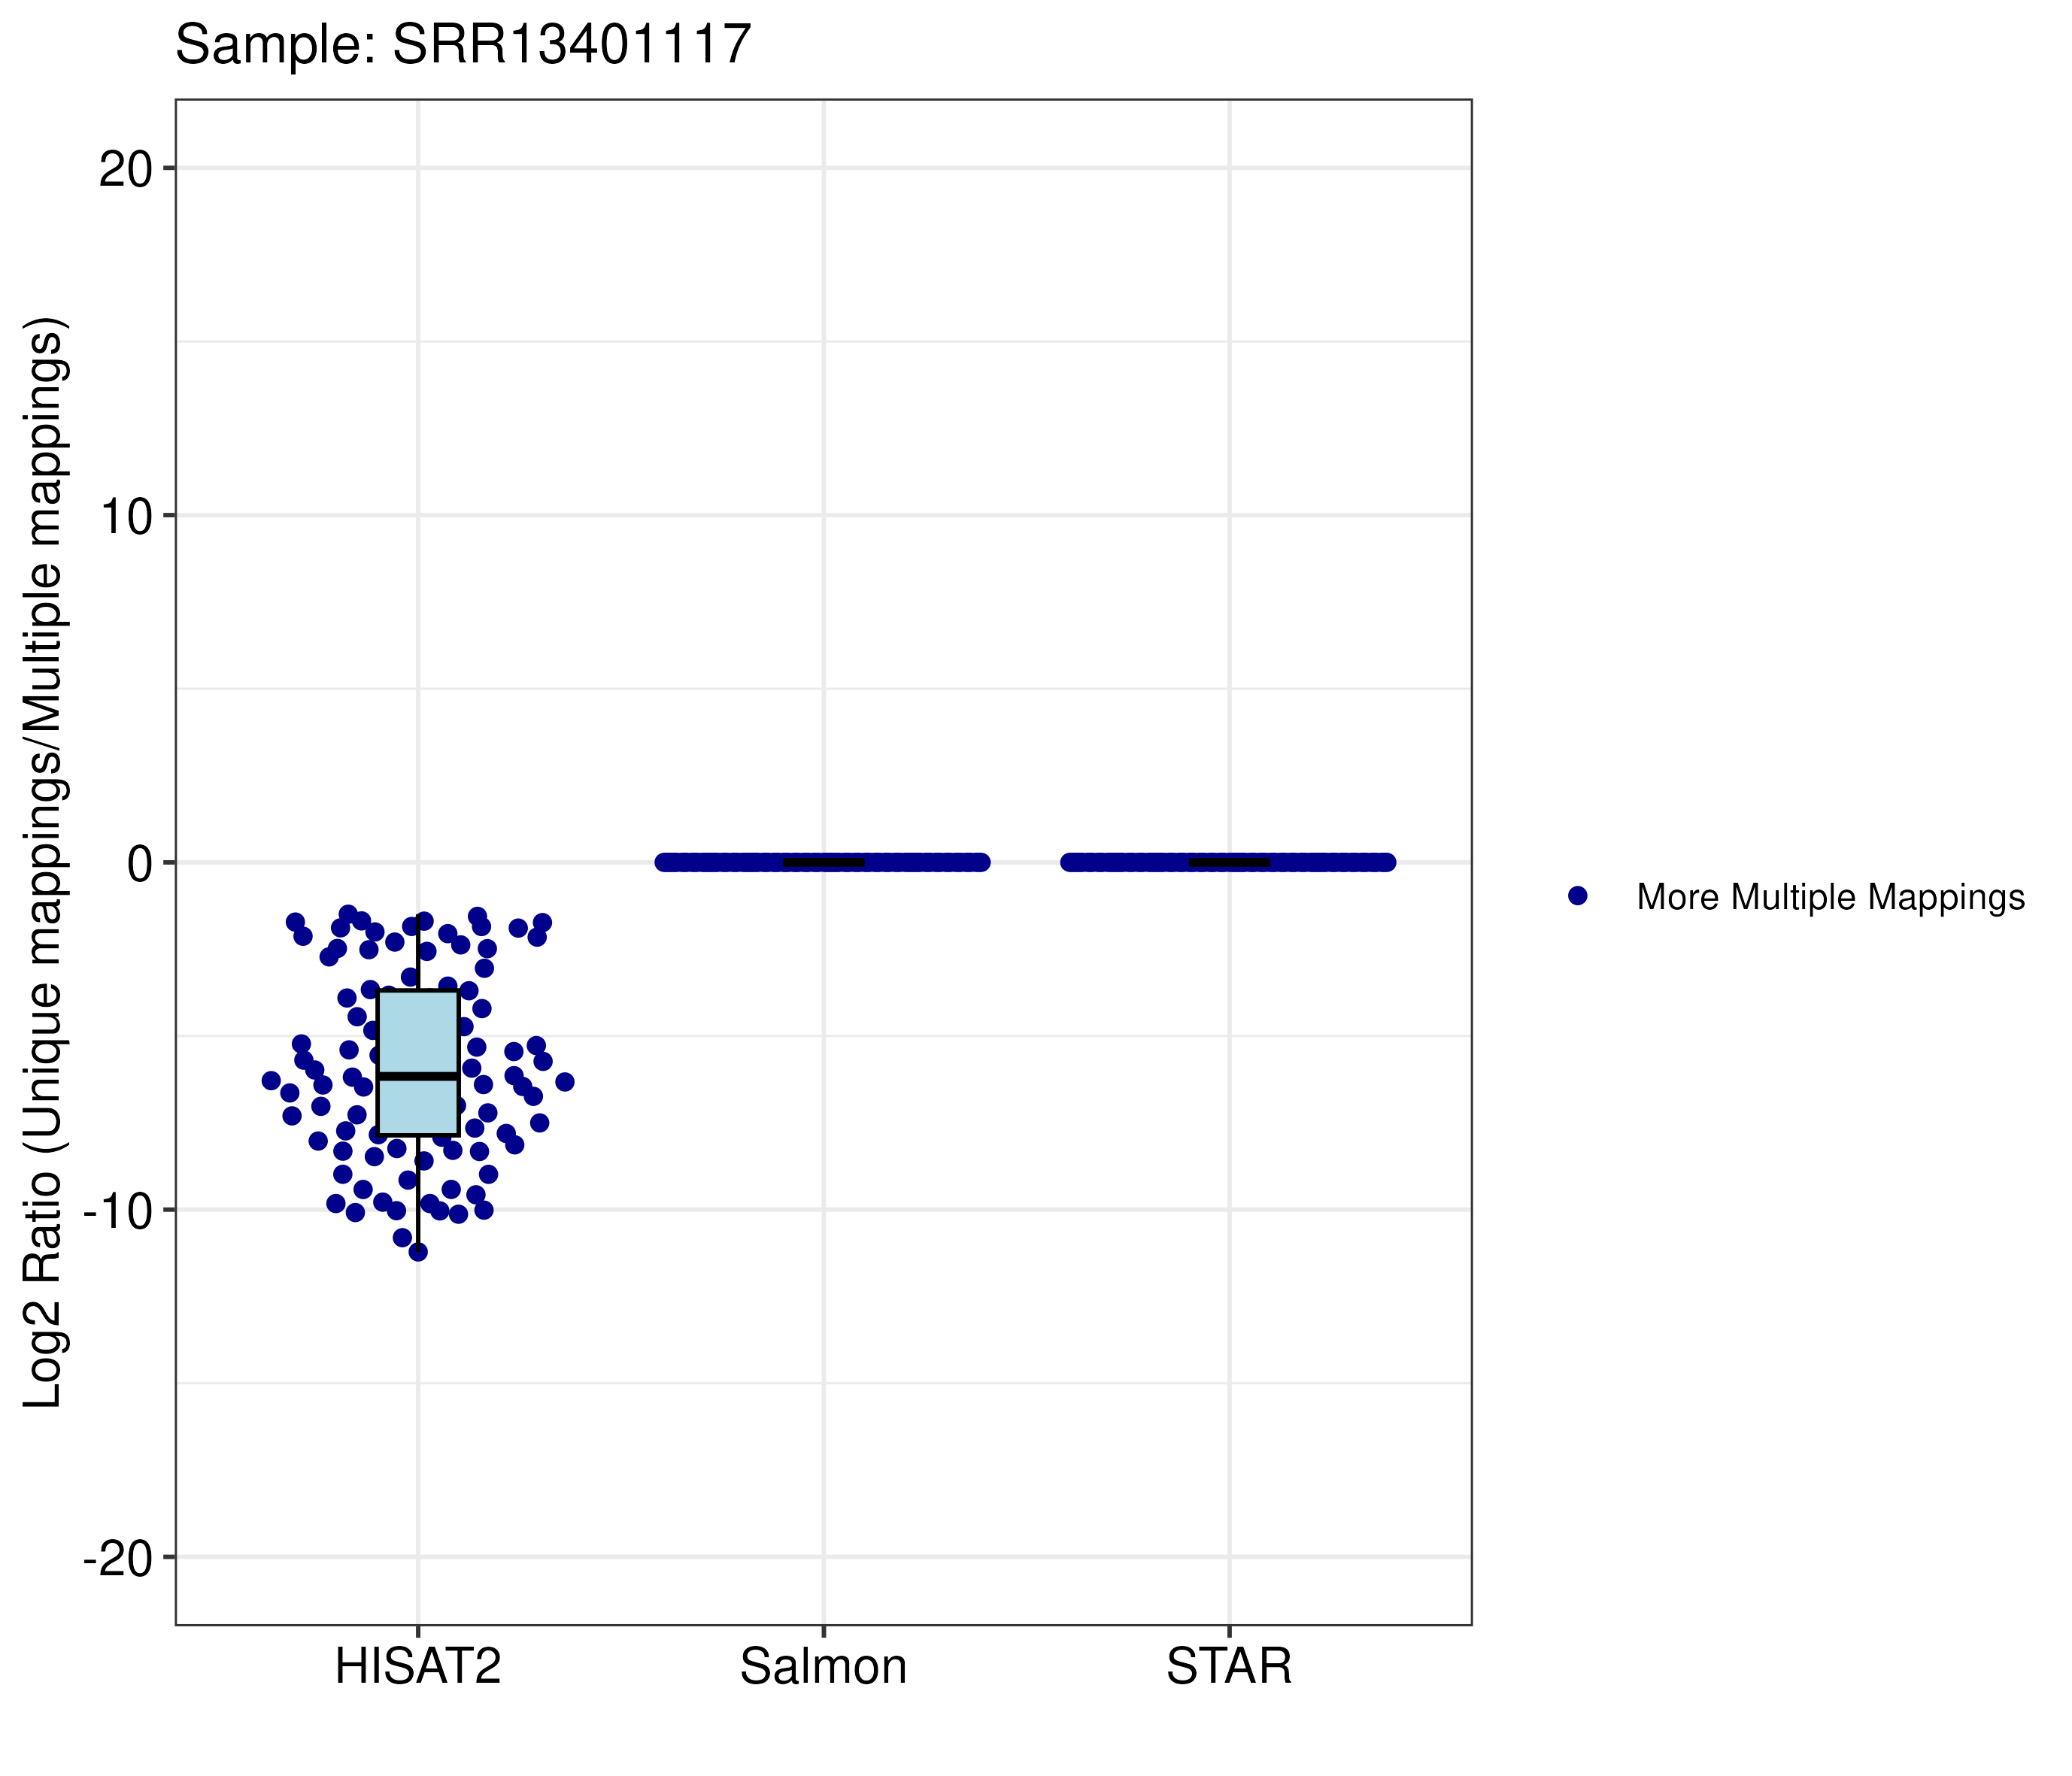 Sample: SRR13401117
Log2 Ratio (Unique mappings/Multiple mappings)
20
10
0
-10
-20
HISAT2
Salmon
STAR
More Multiple Mappings